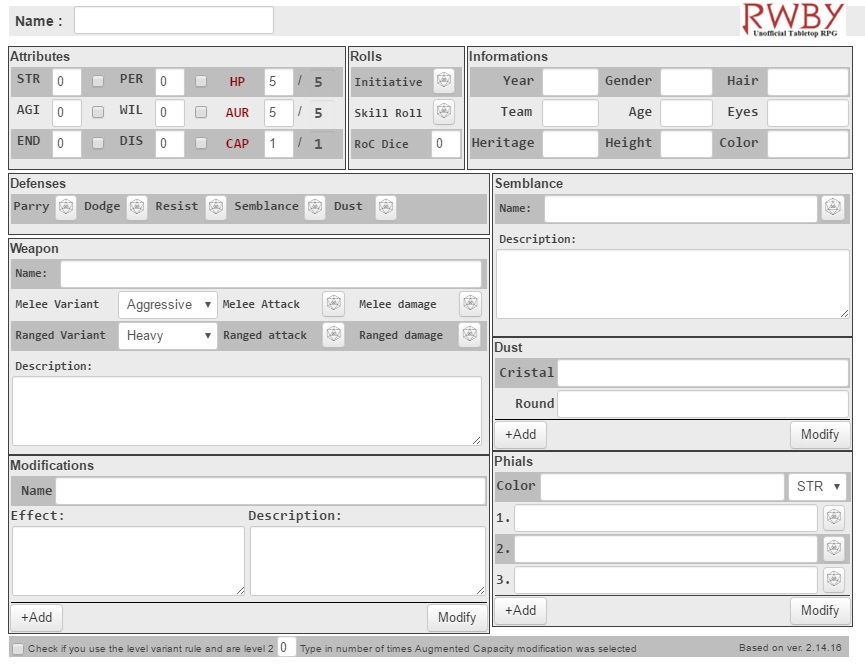 Name :
RWBY
Unofficial Tabletop RPG
Attributes
STR 0 PER 0 HP 5 / 5
AGI 0 WIL 0 AUR 5 / 5
END 0 DIS 0 CAP 1 / 1
Rolls
Initiative
Skill Roll
RoC Dice 0
Informations
Year Gender Hair
Team Age Eyes
Heritage Height Color
Defenses
Parry Dodge Resist Semblance Dust
Semblance
Name:
Description:
Weapon
Name:
Melee Variant Aggressive Melee Attack Melee damage
Ranged Variant Heavy Ranged attack Ranged damage
Description:
Dust
Cristal
Round
+Add Modify
Modifications
Name
Effect: Description:
+Add Modify
Phials
Color STR
1.
2.
3.
+Add Modify
Check if you use the level variant rule and are level 2 0 Type in number of times Augmented Capacity modification was selected Based on ver. 2.14.16